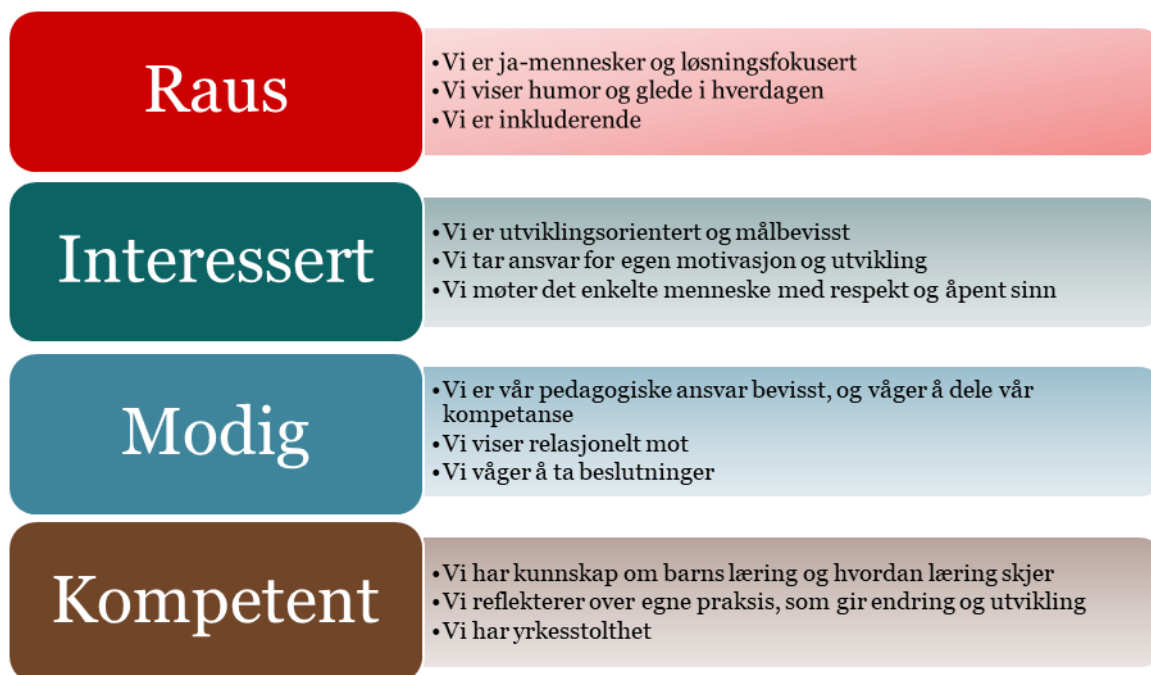 Raus
•Vi er ja-mennesker og løsningsfokusert
•Vi viser humor og glede i hverdagen
•Vi er inkluderende
Interessert
•Vi er utviklingsorientert og målbevisst
•Vi tar ansvar for egen motivasjon og utvikling
•Vi møter det enkelte menneske med respekt og åpent sinn
Modig
•Vi er vår pedagogiske ansvar bevisst, og våger å dele vår
kompetanse
•Vi viser relasjonelt mot
•Vi våger å ta beslutninger
Kompetent
•Vi har kunnskap om barns læring og hvordan læring skjer
•Vi reflekterer over egne praksis, som gir endring og utvikling
•Vi har yrkesstolthet